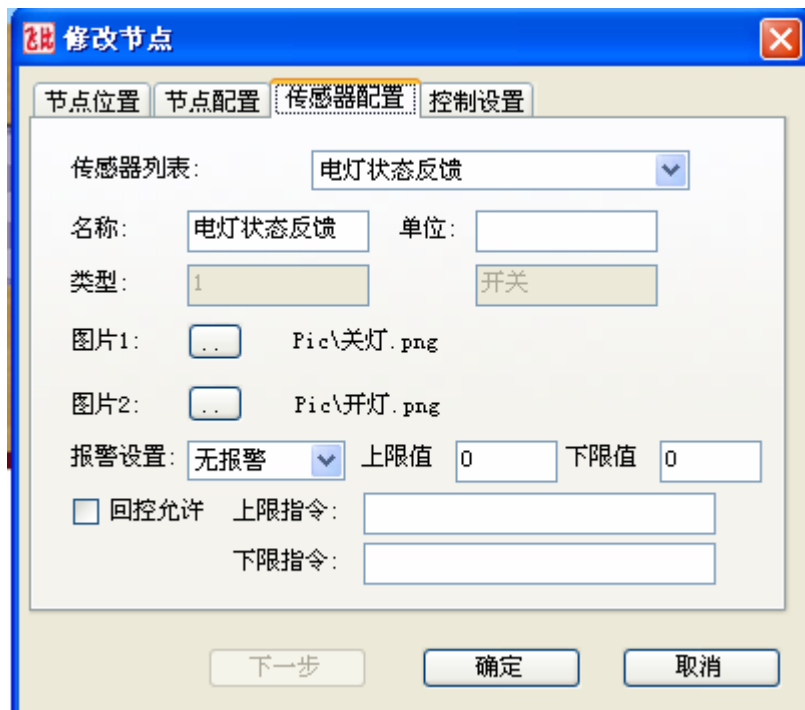 飞比 修改节点
节点位置 节点配置 传感器配置 控制设置
传感器列表: 电灯状态反馈
名称: 电灯状态反馈 单位:
类型: 1 开关
图片1: .. Pic\关灯.png
图片2: .. Pic\开灯.png
报警设置: 无报警 上限值 0 下限值 0
回控允许 上限指令:
下限指令:
下一步 确定 取消